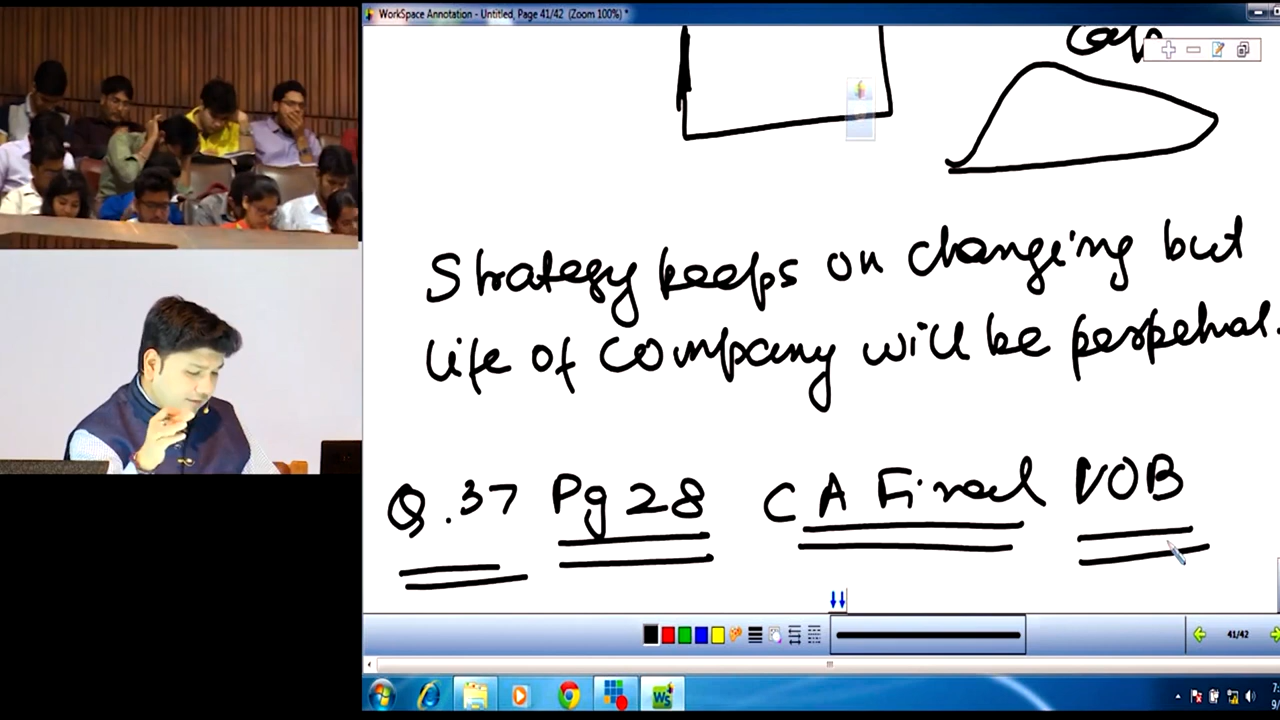 WorkSpace Annotation - Untitled, Page 41/42 (Zoom 100%) *
Strategy keeps on changing but
life of company will be perpetual.
Q.37 Pg 28 CA Final VOB
41/42